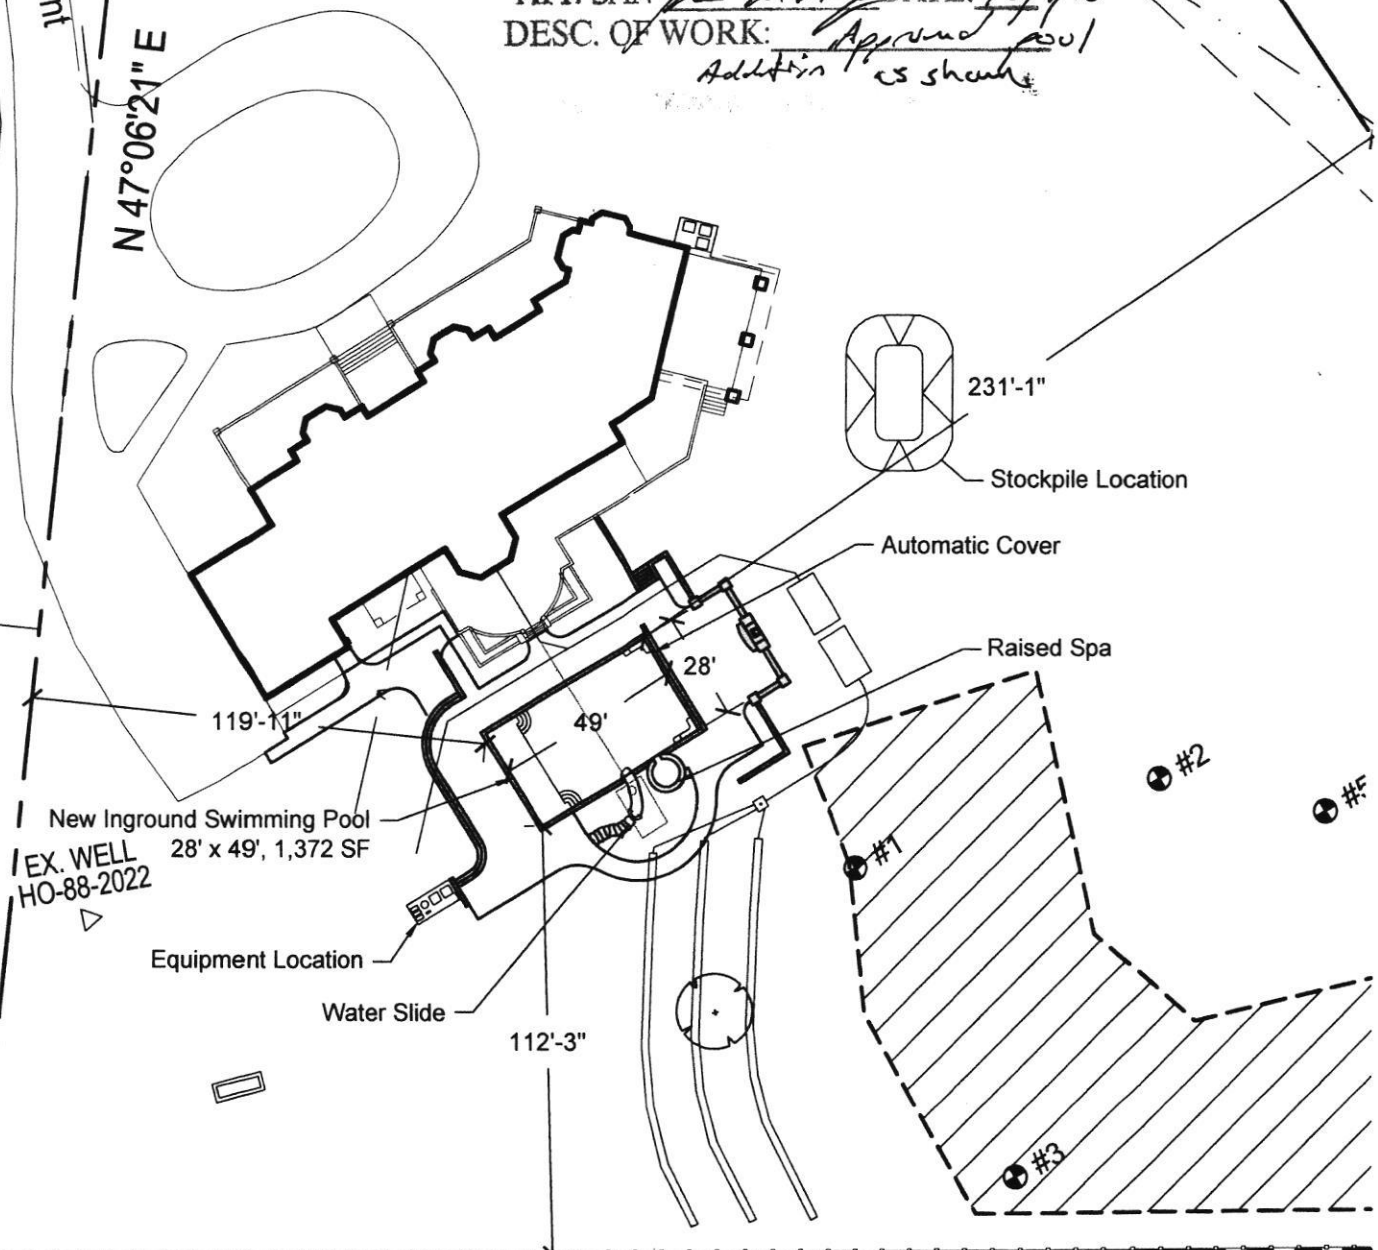 DESC. OF WORK: Approved pool
Addition as shown
N 47°06'21" E
231'-1"
Stockpile Location
Automatic Cover
Raised Spa
28'
119'-11"
49'
#2
New Inground Swimming Pool
28' x 49', 1,372 SF
#1
EX. WELL
HO-88-2022
Equipment Location
Water Slide
112'-3"
#3